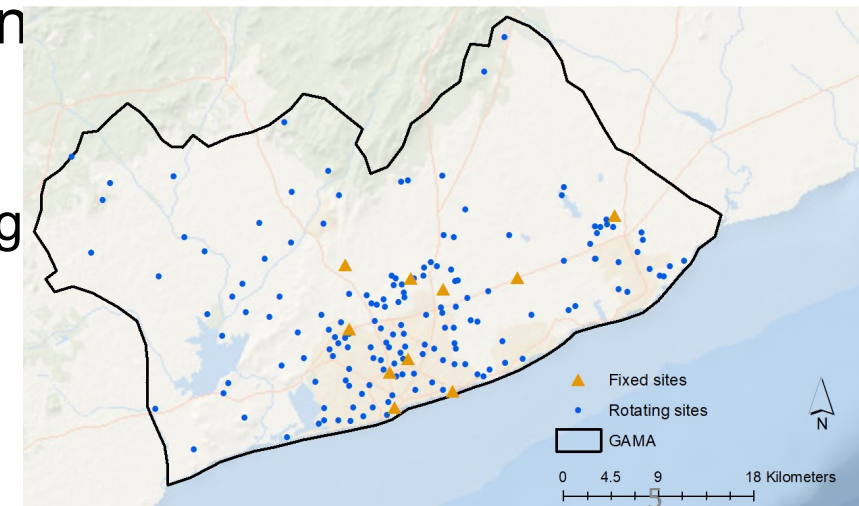 n
g
Fixed sites
Rotating sites
GAMA
N
0 4.5 9 18 Kilometers